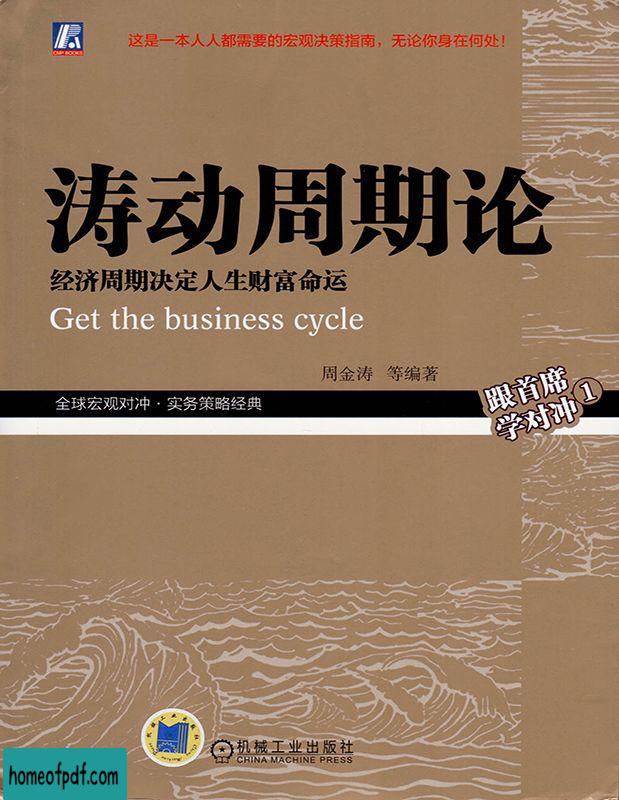 CMP BOOKS
这是一本人人都需要的宏观决策指南，无论你身在何处！
涛动周期论
经济周期决定人生财富命运
Get the business cycle
周金涛 等编著
全球宏观对冲·实务策略经典
跟首席
学对冲 1
机械工业出版社
CHINA MACHINE PRESS
homeofpdf.com